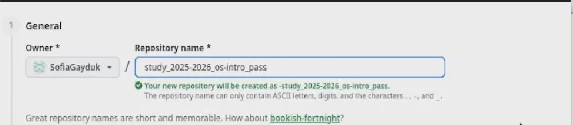 1 General
Owner * Repository name *
SofiaGayduk / study_2025-2026_os-intro_pass
Your new repository will be created as -study_2025-2026_os-intro_pass.
The repository name can only contain ASCII letters, digits, and the characters ., -, and _.
Great repository names are short and memorable. How about bookish-fortnight?